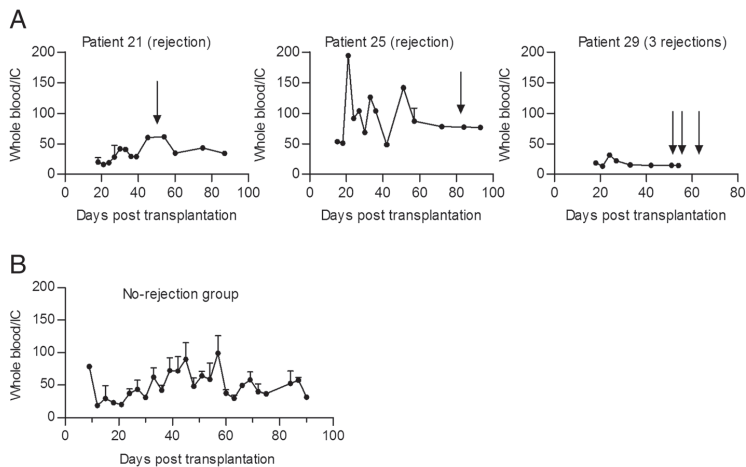 A
Patient 21 (rejection)
Whole blood/IC
200
150
100
50
0
0 20 40 60 80 100
Days post transplantation
Patient 25 (rejection)
Whole blood/IC
200
150
100
50
0
0 20 40 60 80 100
Days post transplantation
Patient 29 (3 rejections)
Whole blood/IC
200
150
100
50
0
0 20 40 60 80
Days post transplantation
B
No-rejection group
Whole blood/IC
200
150
100
50
0
0 20 40 60 80 100
Days post transplantation